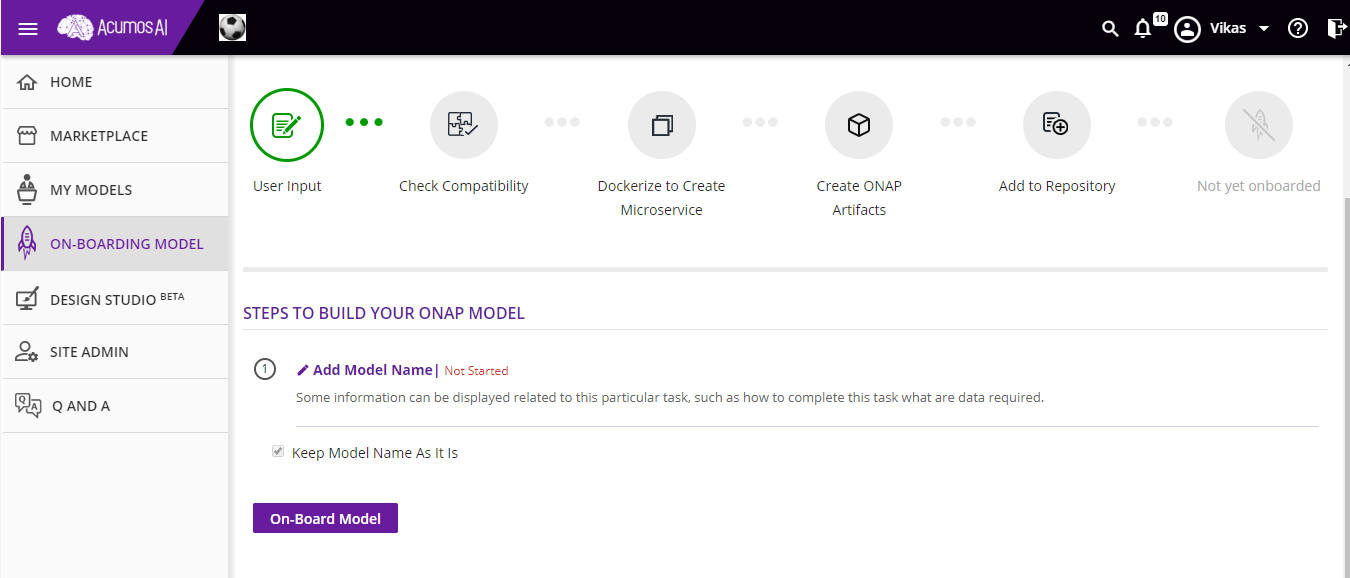 Acumos AI
10
Vikas
HOME
MARKETPLACE
MY MODELS
ON-BOARDING MODEL
DESIGN STUDIO BETA
SITE ADMIN
Q AND A
User Input
Check Compatibility
Dockerize to Create
Microservice
Create ONAP
Artifacts
Add to Repository
Not yet onboarded
STEPS TO BUILD YOUR ONAP MODEL
1 Add Model Name| Not Started
Some information can be displayed related to this particular task, such as how to complete this task what are data required.
Keep Model Name As It Is
On-Board Model